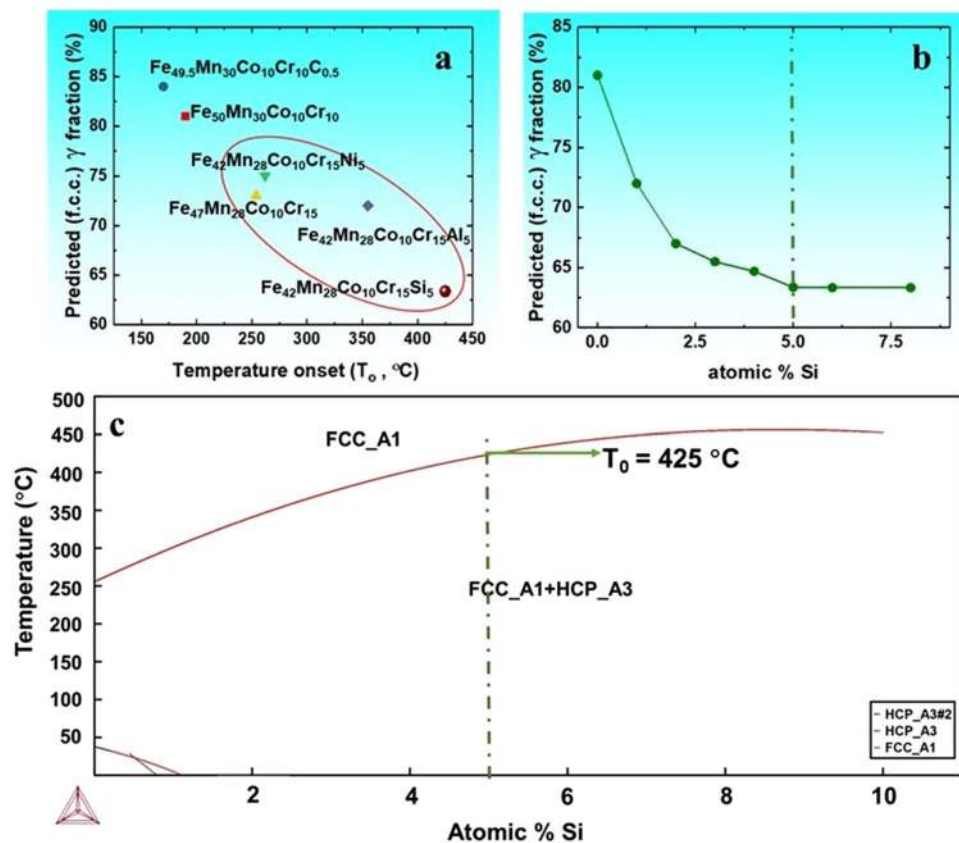 a
Predicted (f.c.c.) γ fraction (%)
90
85
80
75
70
65
60
Fe49.5Mn30Co10Cr10C0.5
Fe50Mn30Co10Cr10
Fe42Mn28Co10Cr15Ni5
Fe47Mn28Co10Cr15
Fe42Mn28Co10Cr15Al5
Fe42Mn28Co10Cr15Si5
150 200 250 300 350 400 450
Temperature onset (To , °C)
b
Predicted (f.c.c.) γ fraction (%)
85
80
75
70
65
60
0.0 2.5 5.0 7.5
atomic % Si
c
Temperature (°C)
500
450
400
350
300
250
200
150
100
50
FCC_A1
T0 = 425 °C
FCC_A1+HCP_A3
HCP_A3#2
HCP_A3
FCC_A1
2 4 6 8 10
Atomic % Si